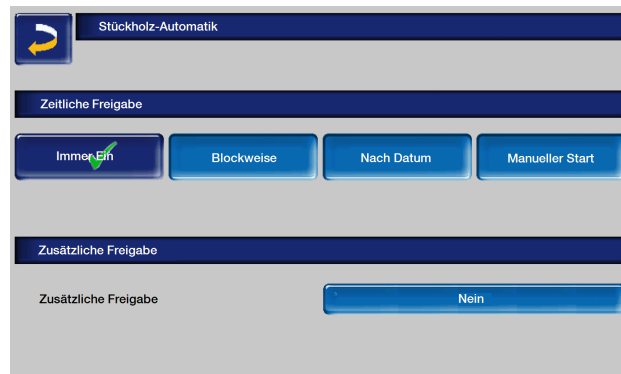 Stückholz-Automatik
Zeitliche Freigabe
Immer Ein
Blockweise
Nach Datum
Manueller Start
Zusätzliche Freigabe
Zusätzliche Freigabe
Nein